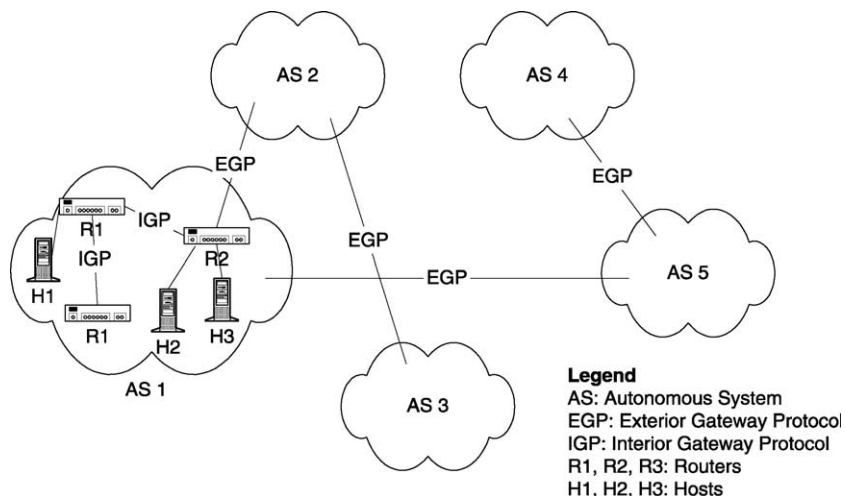 AS 2
AS 4
EGP
EGP
R1
IGP
R2
EGP
IGP
H1
EGP
AS 5
R1
H2
H3
AS 1
AS 3
Legend
AS: Autonomous System
EGP: Exterior Gateway Protocol
IGP: Interior Gateway Protocol
R1, R2, R3: Routers
H1, H2, H3: Hosts